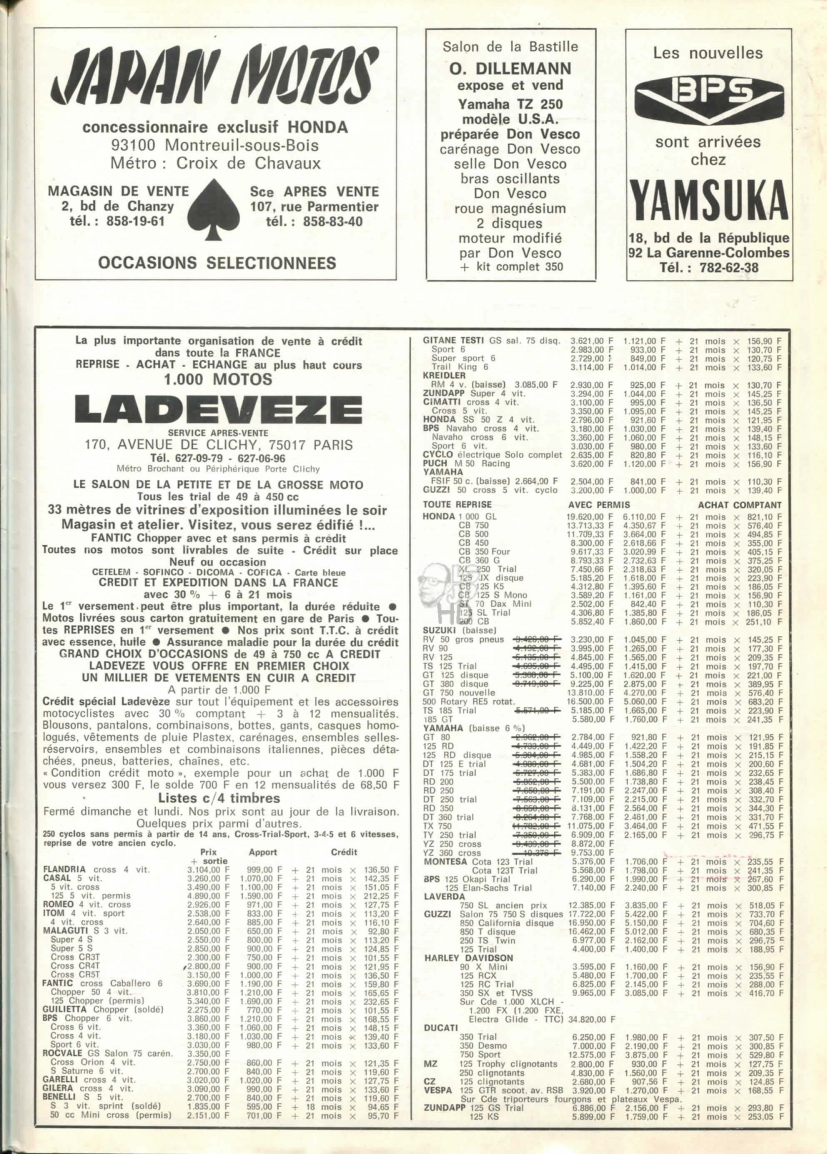 JAPAN MOTOS
concessionnaire exclusif HONDA
93100 Montreuil-sous-Bois
Métro : Croix de Chavaux
MAGASIN DE VENTE
2, bd de Chanzy
tél. : 858-19-61
Sce APRES VENTE
107, rue Parmentier
tél. : 858-83-40
OCCASIONS SELECTIONNEES
Salon de la Bastille
O. DILLEMANN
expose et vend
Yamaha TZ 250
modèle U.S.A.
préparée Don Vesco
carénage Don Vesco
selle Don Vesco
bras oscillants
Don Vesco
roue magnésium
2 disques
moteur modifié
par Don Vesco
+ kit complet 350
Les nouvelles
BPS
sont arrivées
chez
YAMSUKA
18, bd de la République
92 La Garenne-Colombes
Tél. : 782-62-38
La plus importante organisation de vente à crédit
dans toute la FRANCE
REPRISE - ACHAT - ECHANGE au plus haut cours
1.000 MOTOS
LADEVEZE
SERVICE APRES-VENTE
170, AVENUE DE CLICHY, 75017 PARIS
Tél. 627-09-79 - 627-06-96
Métro Brochant ou Périphérique Porte Clichy
LE SALON DE LA PETITE ET DE LA GROSSE MOTO
Tous les trial de 49 à 450 cc
33 mètres de vitrines d'exposition illuminées le soir
Magasin et atelier. Visitez, vous serez édifié !...
FANTIC Chopper avec et sans permis à crédit
Toutes nos motos sont livrables de suite - Crédit sur place
Neuf ou occasion
CETELEM - SOFINCO - DICOMA - COFICA - Carte bleue
CREDIT ET EXPEDITION DANS LA FRANCE
avec 30 % + 6 à 21 mois
Le 1er versement peut être plus important, la durée réduite ●
Motos livrées sous carton gratuitement en gare de Paris ● Tou-
tes REPRISES en 1er versement ● Nos prix sont T.T.C. à crédit
avec essence, huile ● Assurance maladie pour la durée du crédit
GRAND CHOIX D'OCCASIONS de 49 à 750 cc A CREDIT
LADEVEZE VOUS OFFRE EN PREMIER CHOIX
UN MILLIER DE VETEMENTS EN CUIR A CREDIT
A partir de 1.000 F
Crédit spécial Ladevèze sur tout l'équipement et les accessoires
motocyclistes avec 30 % comptant + 3 à 12 mensualités.
Blousons, pantalons, combinaisons, bottes, gants, casques homo-
logués, vêtements de pluie Plastex, carénages, ensembles selles-
réservoirs, ensembles et combinaisons italiennes, pièces déta-
chées, pneus, batteries, chaînes, etc.
« Condition crédit moto », exemple pour un achat de 1.000 F
vous versez 300 F, le solde 700 F en 12 mensualités de 68,50 F
Listes c/4 timbres
Fermé dimanche et lundi. Nos prix sont au jour de la livraison.
Quelques prix parmi d'autres.
250 cyclos sans permis à partir de 14 ans, Cross-Trial-Sport, 3-4-5 et 6 vitesses,
reprise de votre ancien cyclo.
Prix + sortie Apport Crédit
FLANDRIA cross 4 vit. 3.104,00 F 999,00 F + 21 mois × 136,50 F
CASAL 5 vit. 3.260,00 F 1.070,00 F + 21 mois × 142,35 F
5 vit. cross 3.490,00 F 1.100,00 F + 21 mois × 151,05 F
125 5 vit. permis 4.890,00 F 1.590,00 F + 21 mois × 212,25 F
ROMEO 4 vit. cross 2.926,00 F 971,00 F + 21 mois × 127,75 F
ITOM 4 vit. sport 2.538,00 F 833,00 F + 21 mois × 113,20 F
4 vit. cross 2.640,00 F 885,00 F + 21 mois × 116,10 F
MALAGUTI S 3 vit. 2.050,00 F 650,00 F + 21 mois × 92,80 F
Super 4 S 2.550,00 F 800,00 F + 21 mois × 113,20 F
Super 5 S 2.850,00 F 900,00 F + 21 mois × 124,85 F
Cross CR3T 2.300,00 F 750,00 F + 21 mois × 101,55 F
Cross CR4T 2.800,00 F 900,00 F + 21 mois × 121,95 F
Cross CR5T 3.150,00 F 1.000,00 F + 21 mois × 136,50 F
FANTIC cross Caballero 6 3.690,00 F 1.190,00 F + 21 mois × 159,80 F
Chopper 50 4 vit. 3.810,00 F 1.210,00 F + 21 mois × 165,65 F
125 Chopper (permis) 5.340,00 F 1.690,00 F + 21 mois × 232,65 F
GUILIETTA Chopper (soldé) 2.275,00 F 770,00 F + 21 mois × 101,55 F
BPS Chopper 6 vit. 3.860,00 F 1.210,00 F + 21 mois × 168,55 F
Cross 6 vit. 3.360,00 F 1.060,00 F + 21 mois × 148,15 F
Cross 4 vit. 3.180,00 F 1.030,00 F + 21 mois × 139,40 F
Sport 6 vit. 3.030,00 F 980,00 F + 21 mois × 133,60 F
ROCVALE GS Salon 75 carén. 3.350,00 F
Cross Orion 4 vit. 2.750,00 F 860,00 F + 21 mois × 121,35 F
S Saturne 6 vit. 2.700,00 F 840,00 F + 21 mois × 119,60 F
GARELLI cross 4 vit. 3.020,00 F 1.020,00 F + 21 mois × 127,75 F
GILERA cross 4 vit. 3.090,00 F 990,00 F + 21 mois × 133,60 F
BENELLI S 5 vit. 2.700,00 F 840,00 F + 21 mois × 119,60 F
S 3 vit. sprint (soldé) 1.835,00 F 595,00 F + 18 mois × 94,65 F
50 cc Mini cross (permis) 2.151,00 F 701,00 F + 21 mois × 95,70 F
GITANE TESTI GS sal. 75 disq. 3.621,00 F 1.121,00 F + 21 mois × 156,90 F
Sport 6 2.983,00 F 933,00 F + 21 mois × 130,70 F
Super sport 6 2.729,00 F 849,00 F + 21 mois × 120,75 F
Trail King 6 3.114,00 F 1.014,00 F + 21 mois × 133,60 F
KREIDLER
RM 4 v. (baisse) 3.085,00 F 2.930,00 F 925,00 F + 21 mois × 130,70 F
ZUNDAPP Super 4 vit. 3.294,00 F 1.044,00 F + 21 mois × 145,25 F
CIMATTI cross 4 vit. 3.100,00 F 995,00 F + 21 mois × 136,50 F
Cross 5 vit. 3.350,00 F 1.095,00 F + 21 mois × 145,25 F
HONDA SS 50 Z 4 vit. 2.796,00 F 921,60 F + 21 mois × 121,95 F
BPS Navaho cross 4 vit. 3.180,00 F 1.030,00 F + 21 mois × 139,40 F
Navaho cross 6 vit. 3.360,00 F 1.060,00 F + 21 mois × 148,15 F
Sport 6 vit. 3.030,00 F 980,00 F + 21 mois × 133,60 F
CYCLO électrique Solo complet 2.635,00 F 820,80 F + 21 mois × 116,10 F
PUCH M 50 Racing 3.620,00 F 1.120,00 F + 21 mois × 156,90 F
YAMAHA
FSIF 50 c. (baisse) 2.664,00 F 2.504,00 F 841,00 F + 21 mois × 110,30 F
GUZZI 50 cross 5 vit. cyclo 3.200,00 F 1.000,00 F + 21 mois × 139,40 F
TOUTE REPRISE AVEC PERMIS ACHAT COMPTANT
HONDA 1.000 GL 19.620,00 F 6.110,00 F + 21 mois × 821,10 F
CB 750 13.713,33 F 4.350,67 F + 21 mois × 576,40 F
CB 500 11.709,33 F 3.664,00 F + 21 mois × 494,85 F
CB 450 8.300,00 F 2.618,66 F + 21 mois × 355,00 F
CB 350 Four 9.617,33 F 3.020,99 F + 21 mois × 405,15 F
CB 360 G 8.793,33 F 2.732,63 F + 21 mois × 375,25 F
XL 250 Trial 7.450,66 F 2.318,63 F + 21 mois × 320,05 F
125 JX disque 5.185,20 F 1.618,00 F + 21 mois × 223,90 F
CB 125 K5 4.312,80 F 1.395,60 F + 21 mois × 186,05 F
CB 125 S Mono 3.589,20 F 1.161,00 F + 21 mois × 156,90 F
ST 70 Dax Mini 2.502,00 F 842,40 F + 21 mois × 110,30 F
125 SL Trial 4.306,80 F 1.385,80 F + 21 mois × 186,05 F
200 CB 5.852,40 F 1.860,00 F + 21 mois × 251,10 F
SUZUKI (baisse)
RV 50 gros pneus 3.426,00 F 3.230,00 F 1.045,00 F + 21 mois × 145,25 F
RV 90 4.192,00 F 3.995,00 F 1.265,00 F + 21 mois × 177,30 F
RV 125 5.135,00 F 4.845,00 F 1.565,00 F + 21 mois × 209,35 F
TS 125 Trial 4.695,00 F 4.495,00 F 1.415,00 F + 21 mois × 197,70 F
GT 125 disque 5.368,00 F 5.100,00 F 1.620,00 F + 21 mois × 221,00 F
GT 380 disque 9.719,00 F 9.225,00 F 2.875,00 F + 21 mois × 389,95 F
GT 750 nouvelle 13.810,00 F 4.270,00 F + 21 mois × 576,40 F
500 Rotary RE5 rotat. 16.500,00 F 5.060,00 F + 21 mois × 683,20 F
TS 185 Trial 5.571,00 F 5.185,00 F 1.665,00 F + 21 mois × 223,90 F
185 GT 5.580,00 F 1.760,00 F + 21 mois × 241,35 F
YAMAHA (baisse 6 %)
GT 80 2.962,00 F 2.784,00 F 921,80 F + 21 mois × 121,95 F
125 RD 4.733,00 F 4.449,00 F 1.422,20 F + 21 mois × 191,85 F
125 RD disque 5.304,00 F 4.985,00 F 1.558,20 F + 21 mois × 215,15 F
DT 125 E trial 4.980,00 F 4.681,00 F 1.504,20 F + 21 mois × 200,60 F
DT 175 trial 5.727,00 F 5.383,00 F 1.686,80 F + 21 mois × 232,65 F
RD 200 5.852,00 F 5.500,00 F 1.738,80 F + 21 mois × 238,45 F
RD 250 7.650,00 F 7.191,00 F 2.247,00 F + 21 mois × 308,40 F
DT 250 trial 7.563,00 F 7.109,00 F 2.215,00 F + 21 mois × 332,70 F
RD 350 8.650,00 F 8.131,00 F 2.564,00 F + 21 mois × 344,30 F
DT 360 trial 8.264,00 F 7.768,00 F 2.461,00 F + 21 mois × 331,70 F
TX 750 11.782,00 F 11.075,00 F 3.464,00 F + 21 mois × 471,55 F
TY 250 trial 7.350,00 F 6.909,00 F 2.165,00 F + 21 mois × 296,75 F
YZ 250 cross 9.439,00 F 8.872,00 F
YZ 360 cross 10.376 F 9.753,00 F
MONTESA Cota 123 Trial 5.376,00 F 1.706,00 F + 21 mois × 235,55 F
Cota 123T Trial 5.568,00 F 1.798,00 F + 21 mois × 241,35 F
BPS 125 Okapi Trial 6.290,00 F 1.990,00 F + 21 mois × 267,60 F
125 Elan-Sachs Trial 7.140,00 F 2.240,00 F + 21 mois × 300,85 F
LAVERDA
750 SL ancien prix 12.385,00 F 3.835,00 F + 21 mois × 518,05 F
GUZZI Salon 75 750 S disques 17.722,00 F 5.422,00 F + 21 mois × 733,70 F
850 California disque 16.950,00 F 5.150,00 F + 21 mois × 704,60 F
850 T disque 16.462,00 F 5.012,00 F + 21 mois × 680,35 F
250 TS Twin 6.977,00 F 2.162,00 F + 21 mois × 296,75 F
125 Trial 4.400,00 F 1.400,00 F + 21 mois × 188,95 F
HARLEY DAVIDSON
90 X Mini 3.595,00 F 1.160,00 F + 21 mois × 156,90 F
125 RCX 5.480,00 F 1.700,00 F + 21 mois × 235,55 F
125 RC Trial 6.825,00 F 2.145,00 F + 21 mois × 288,00 F
350 SX et TVSS 9.965,00 F 3.085,00 F + 21 mois × 416,70 F
Sur Cde 1.000 XLCH -
1.200 FX (1.200 FXE,
Electra Glide - TTC) 34.820,00 F
DUCATI
350 Trial 6.250,00 F 1.980,00 F + 21 mois × 307,50 F
350 Desmo 7.000,00 F 2.190,00 F + 21 mois × 300,85 F
750 Sport 12.575,00 F 3.875,00 F + 21 mois × 529,80 F
MZ 125 Trophy clignotants 2.800,00 F 930,00 F + 21 mois × 127,75 F
250 clignotants 4.830,00 F 1.560,00 F + 21 mois × 209,35 F
CZ 125 clignotants 2.680,00 F 907,56 F + 21 mois × 124,85 F
VESPA 125 GTR scoot. av. RSB 3.920,00 F 1.270,00 F + 21 mois × 168,55 F
Sur Cde triporteurs fourgons et plateaux Vespa.
ZUNDAPP 125 GS Trial 6.886,00 F 2.156,00 F + 21 mois × 293,80 F
125 KS 5.899,00 F 1.759,00 F + 21 mois × 253,05 F